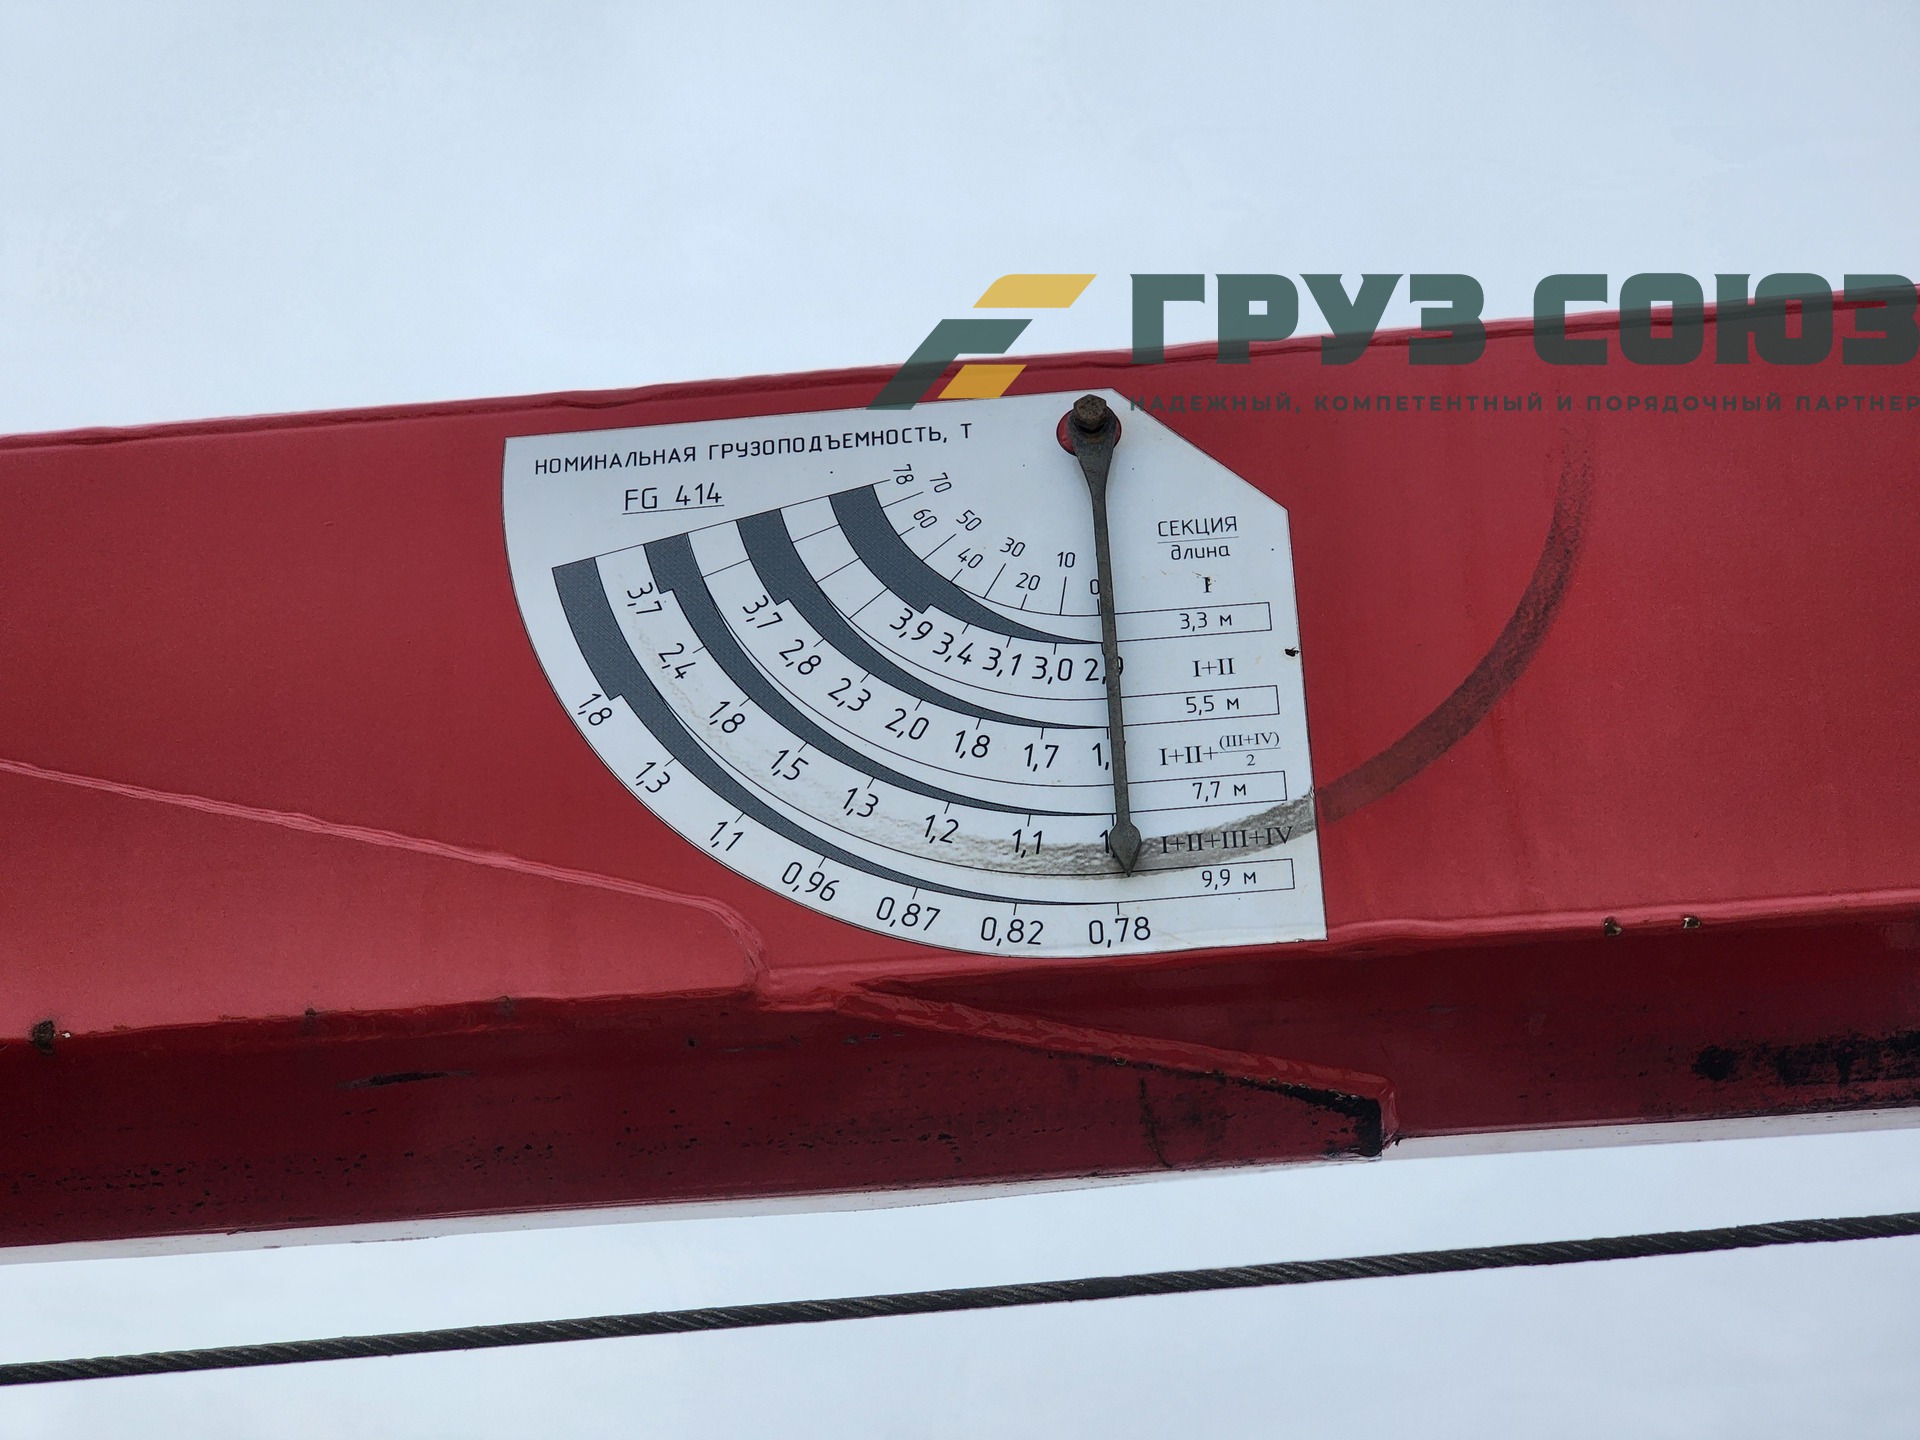 ГРУЗ СОЮЗ
НАДЕЖНЫЙ, КОМПЕТЕНТНЫЙ И ПОРЯДОЧНЫЙ ПАРТНЕР
НОМИНАЛЬНАЯ ГРУЗОПОДЪЕМНОСТЬ, Т
FG 414
78 70 60 50 40 30 20 10 0
СЕКЦИЯ
длина
I
3,3 м
3,9 3,4 3,1 3,0
I+II
5,5 м
3,7 2,8 2,3 2,0 1,8 1,7
I+II+(III+IV)/2
7,7 м
3,7 2,4 1,8 1,5 1,3 1,2 1,1
I+II+III+IV
9,9 м
1,8 1,3 1,1 0,96 0,87 0,82 0,78